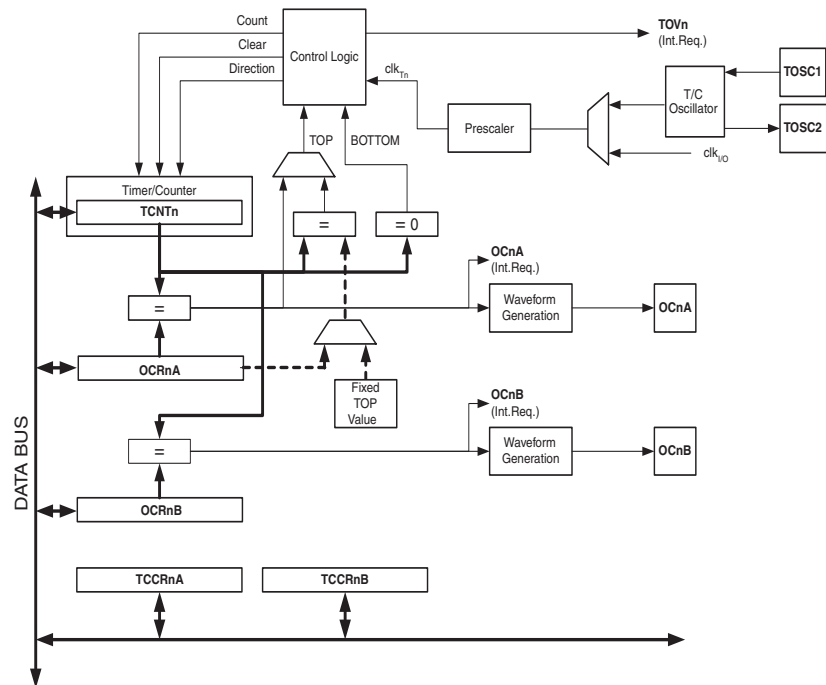 Count
Clear
Direction
Control Logic
clkTn
TOVn
(Int.Req.)
TOSC1
T/C
Oscillator
TOSC2
Prescaler
clkI/O
TOP
BOTTOM
Timer/Counter
TCNTn
=
= 0
=
OCnA
(Int.Req.)
Waveform
Generation
OCnA
OCRnA
Fixed
TOP
Value
=
OCnB
(Int.Req.)
Waveform
Generation
OCnB
OCRnB
DATA BUS
TCCRnA
TCCRnB